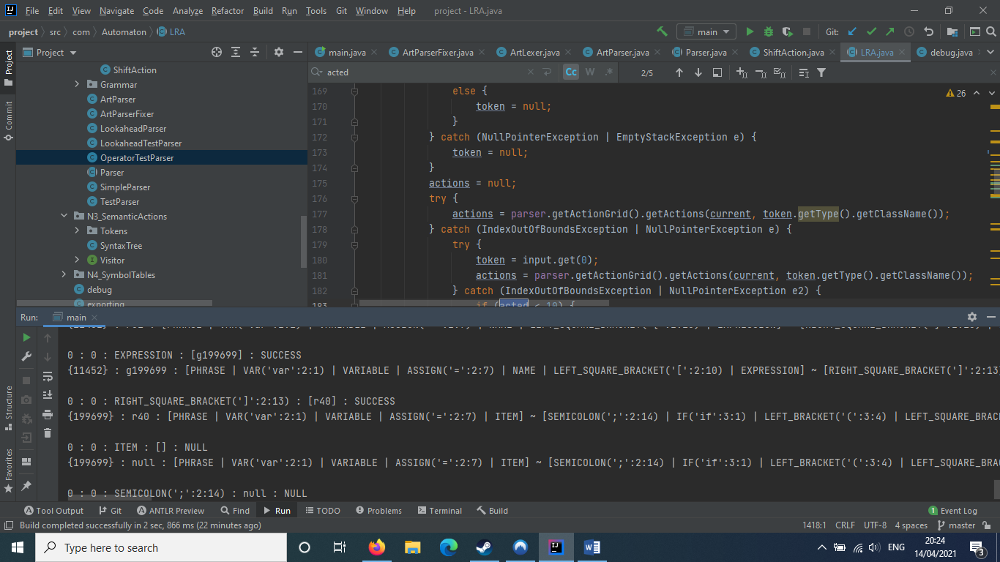 File Edit View Navigate Code Analyze Refactor Build Run Tools Git Window Help project - LRA.java
project src com Automaton LRA main Git:
Project main.java ArtParserFixer.java ArtLexer.java ArtParser.java Parser.java ShiftAction.java LRA.java debug.java
acted Cc W .* 2/5
ShiftAction
Grammar
ArtParser
ArtParserFixer
LookaheadParser
LookaheadTestParser
OperatorTestParser
Parser
SimpleParser
TestParser
N3_SemanticActions
Tokens
SyntaxTree
Visitor
N4_SymbolTables
debug
exporting
26
169 else {
170 token = null;
171 }
172 } catch (NullPointerException | EmptyStackException e) {
173 token = null;
174 }
175 actions = null;
176 try {
177 actions = parser.getActionGrid().getActions(current, token.getType().getClassName());
178 } catch (IndexOutOfBoundsException | NullPointerException e) {
179 try {
180 token = input.get(0);
181 actions = parser.getActionGrid().getActions(current, token.getType().getClassName());
182 } catch (IndexOutOfBoundsException | NullPointerException e2) {
183 if (acted < 10) {
Project
Commit
Structure
Favorites
Run: main
0 : 0 : EXPRESSION : [g199699] : SUCCESS
{11452} : g199699 : [PHRASE | VAR('var':2:1) | VARIABLE | ASSIGN('=':2:7) | NAME | LEFT_SQUARE_BRACKET('[':2:10) | EXPRESSION] ~ [RIGHT_SQUARE_BRACKET(']':2:13)
0 : 0 : RIGHT_SQUARE_BRACKET(']':2:13) : [r40] : SUCCESS
{199699} : r40 : [PHRASE | VAR('var':2:1) | VARIABLE | ASSIGN('=':2:7) | ITEM] ~ [SEMICOLON(';':2:14) | IF('if':3:1) | LEFT_BRACKET('(':3:4) | LEFT_SQUARE_BRAC
0 : 0 : ITEM : [] : NULL
{199699} : null : [PHRASE | VAR('var':2:1) | VARIABLE | ASSIGN('=':2:7) | ITEM] ~ [SEMICOLON(';':2:14) | IF('if':3:1) | LEFT_BRACKET('(':3:4) | LEFT_SQUARE_BRA
0 : 0 : SEMICOLON(';':2:14) : null : NULL
Tool Output Git ANTLR Preview Find Run TODO Problems Terminal Build 1 Event Log
Build completed successfully in 2 sec, 866 ms (22 minutes ago) 1418:1 CRLF UTF-8 4 spaces master
Type here to search W ENG 20:24
14/04/2021 3